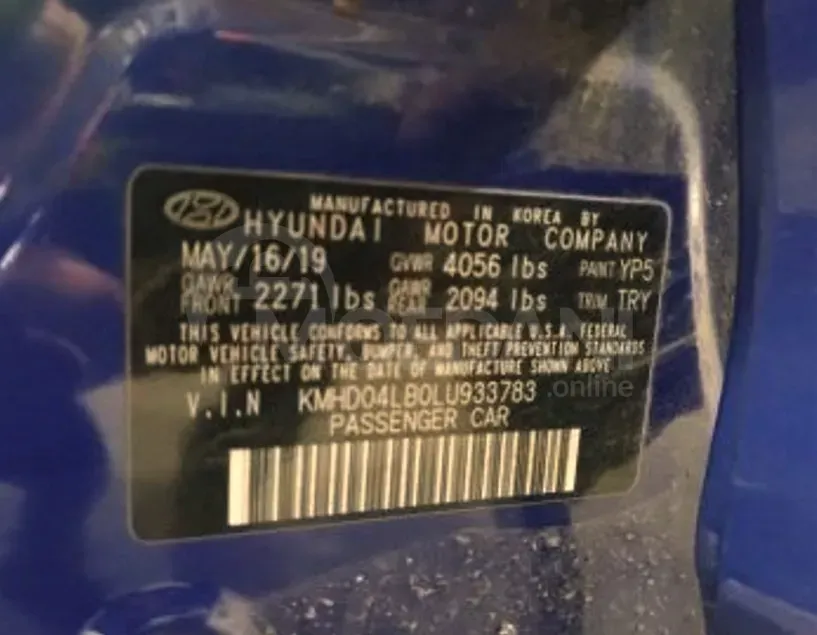 MANUFACTURED IN KOREA BY
HYUNDAI MOTOR COMPANY
MAY/16/19 GVWR 4056 lbs PAINT YP5
GAWR FRONT 2271 lbs GAWR REAR 2094 lbs TRIM TRY
THIS VEHICLE CONFORMS TO ALL APPLICABLE U.S.A. FEDERAL
MOTOR VEHICLE SAFETY, BUMPER, AND THEFT PREVENTION STANDARDS
IN EFFECT ON THE DATE OF MANUFACTURE SHOWN ABOVE
.online
V.I.N KMHD04LB0LU933783
PASSENGER CAR